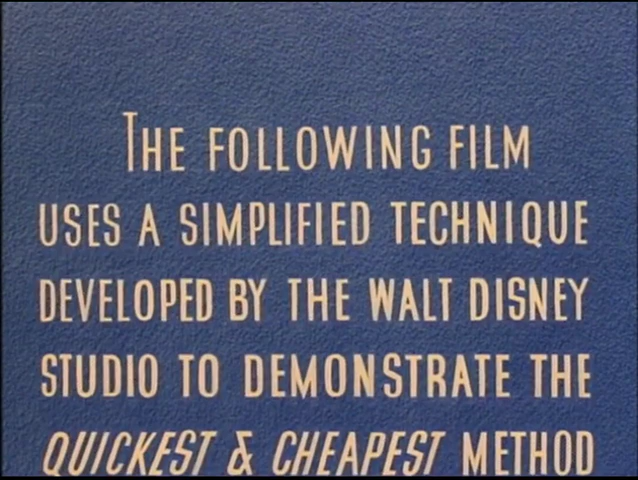 THE FOLLOWING FILM
USES A SIMPLIFIED TECHNIQUE
DEVELOPED BY THE WALT DISNEY
STUDIO TO DEMONSTRATE THE
QUICKEST & CHEAPEST METHOD